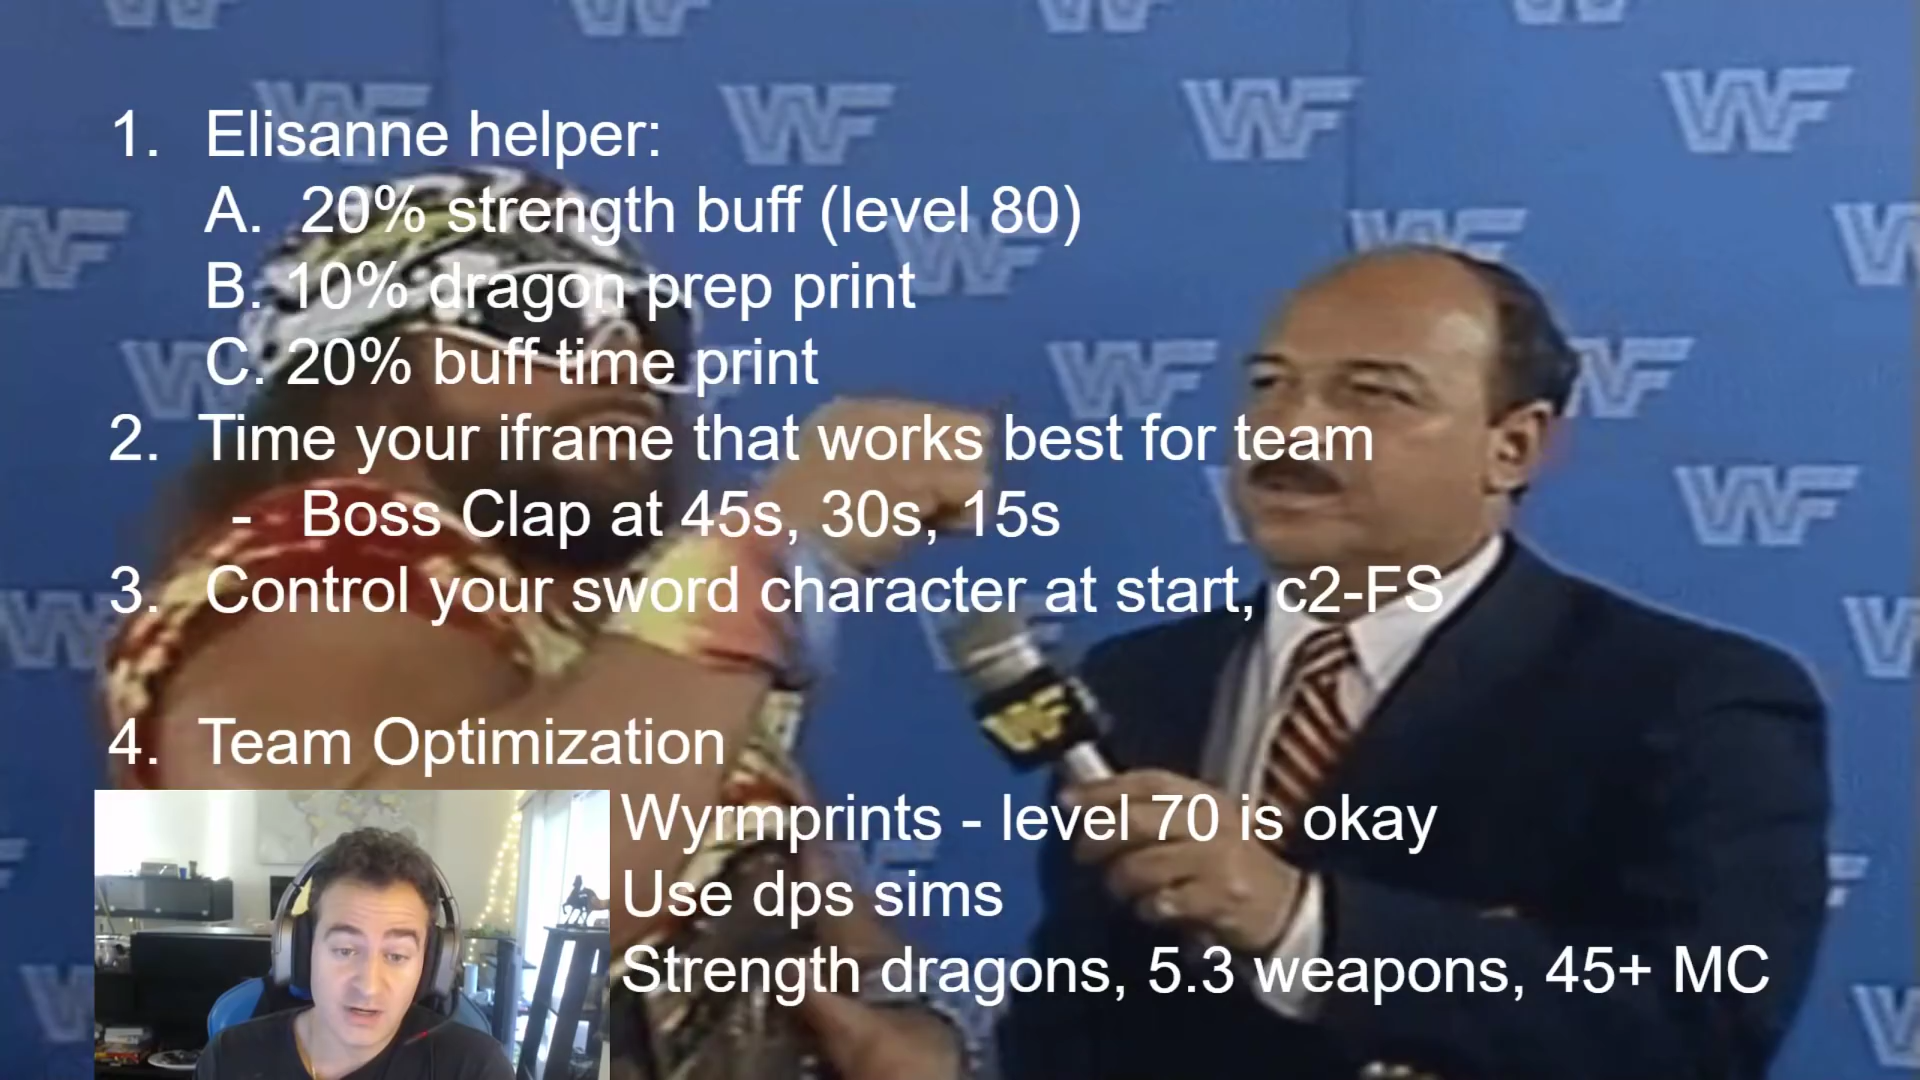 1. Elisanne helper:
A. 20% strength buff (level 80)
B. 10% dragon prep print
C. 20% buff time print
2. Time your iframe that works best for team
- Boss Clap at 45s, 30s, 15s
3. Control your sword character at start, c2-FS
4. Team Optimization
Wyrmprints - level 70 is okay
Use dps sims
Strength dragons, 5.3 weapons, 45+ MC
WF